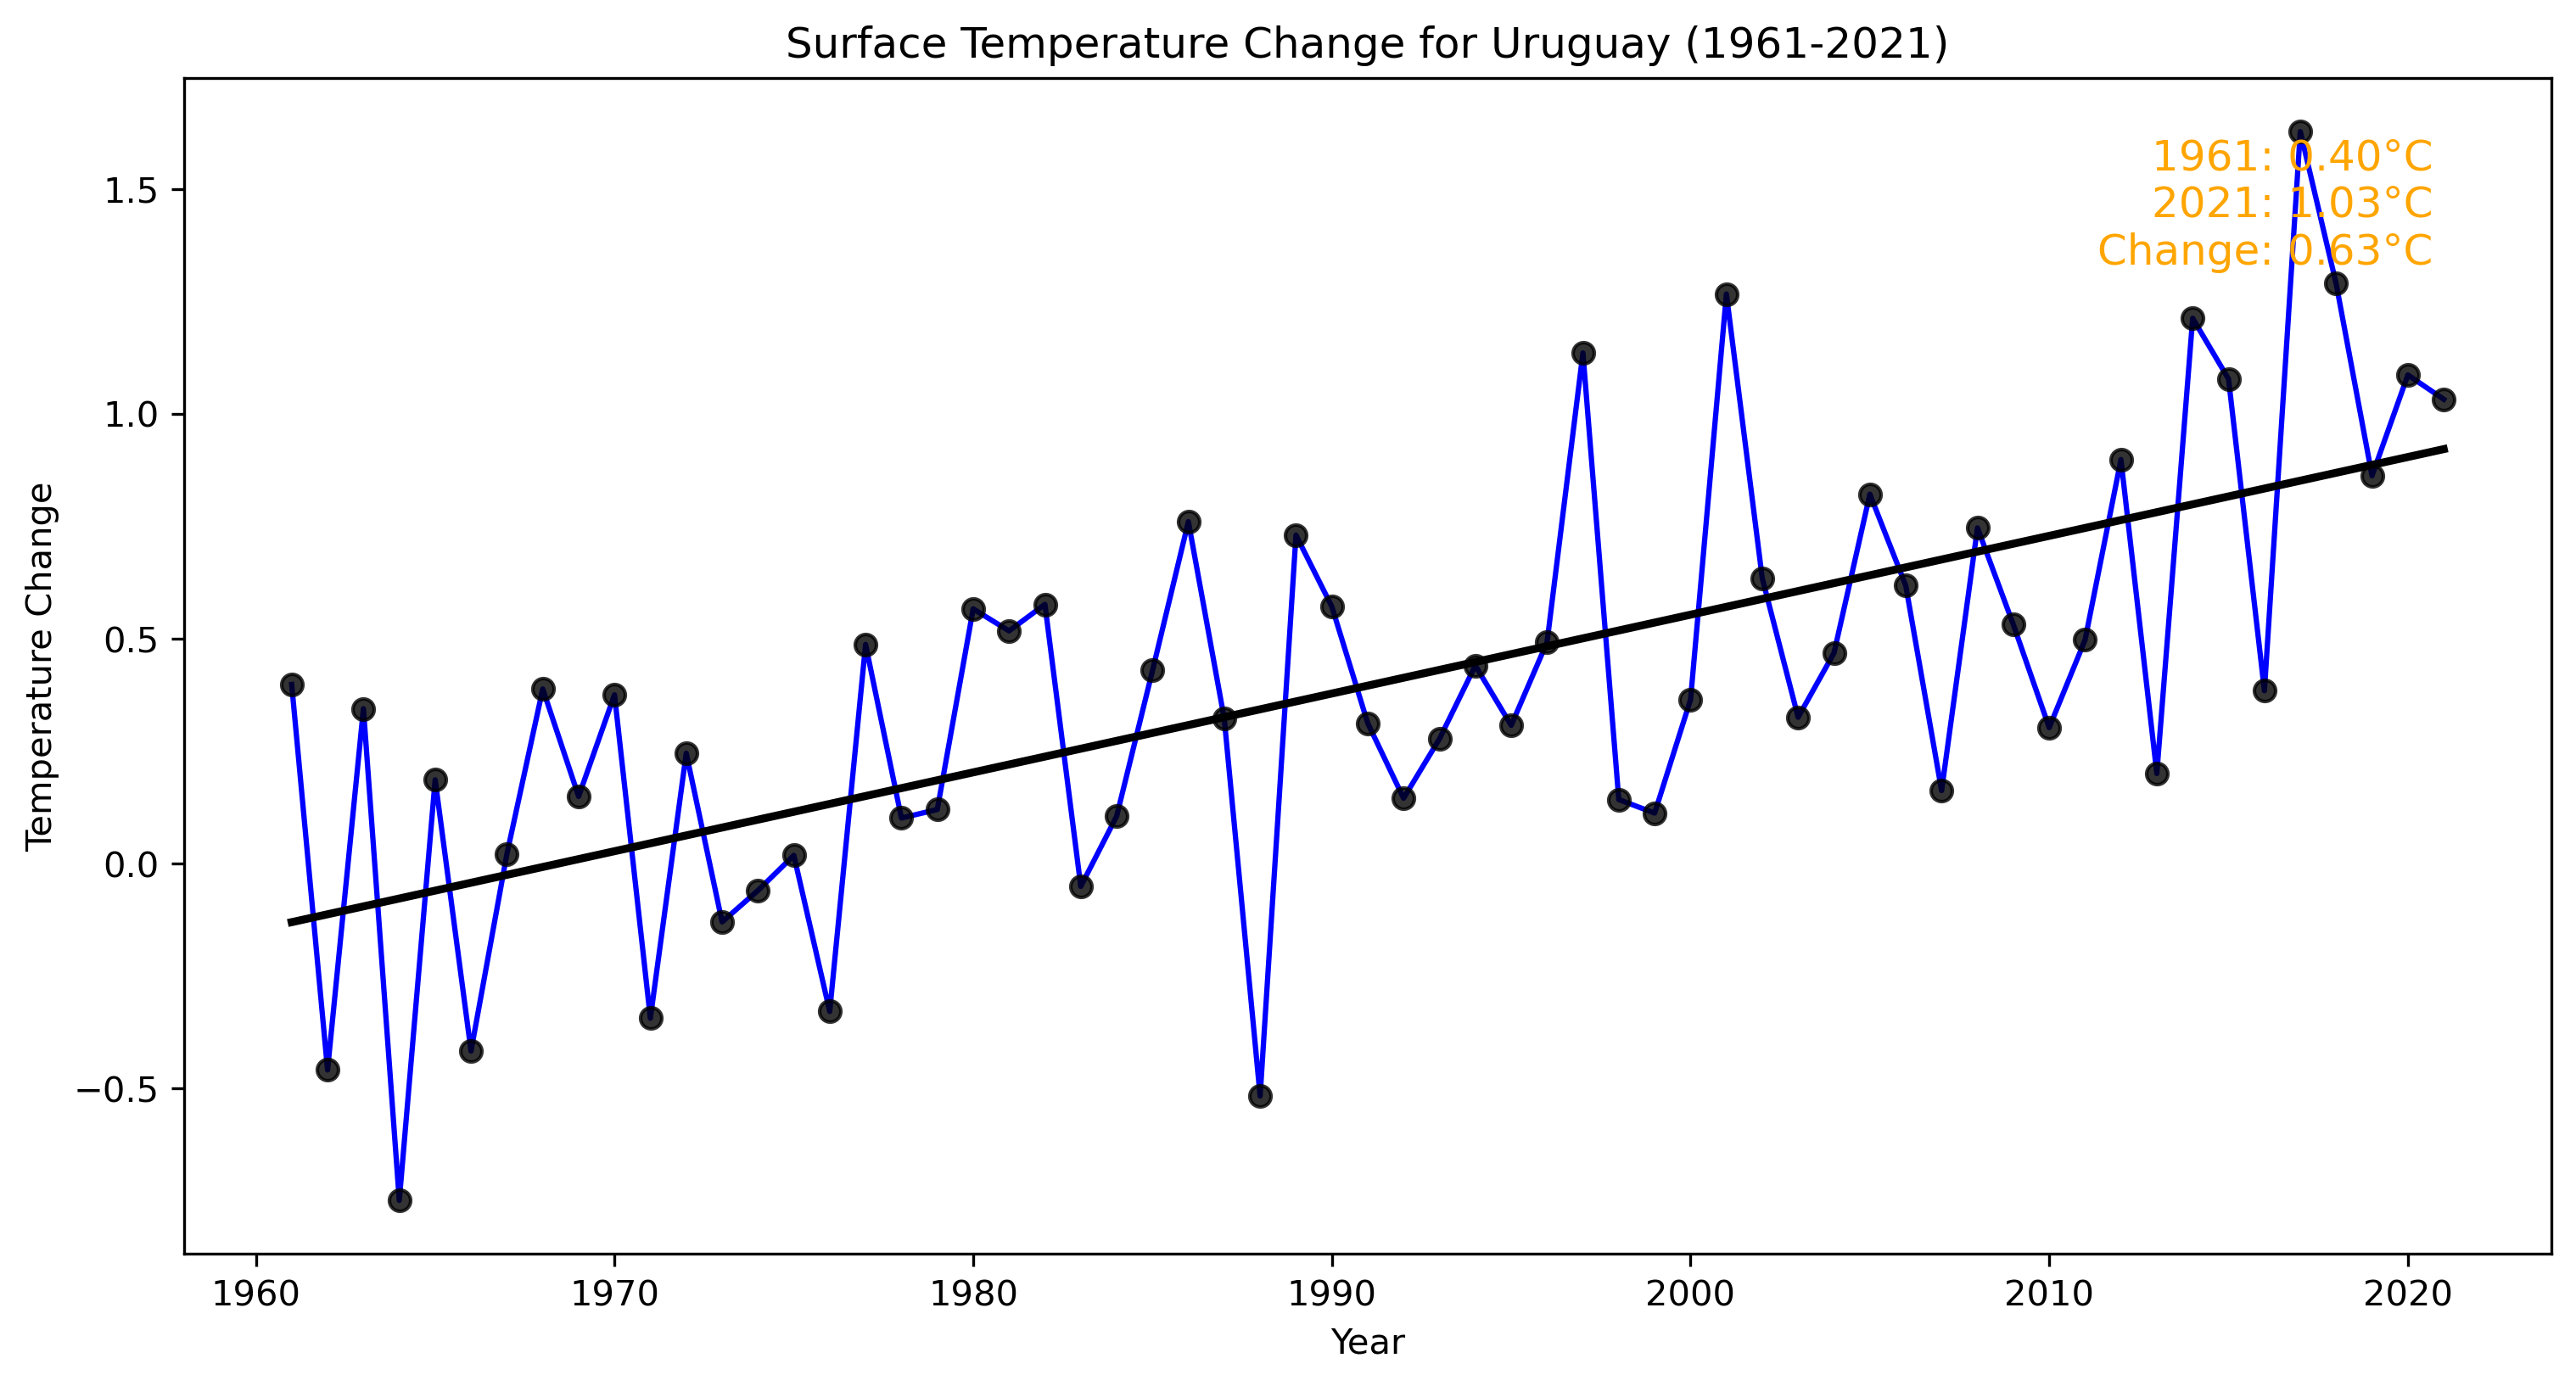 Surface Temperature Change for Uruguay (1961-2021)
1961: 0.40°C
2021: 1.03°C
Change: 0.63°C
Temperature Change
1.5
1.0
0.5
0.0
−0.5
1960 1970 1980 1990 2000 2010 2020
Year